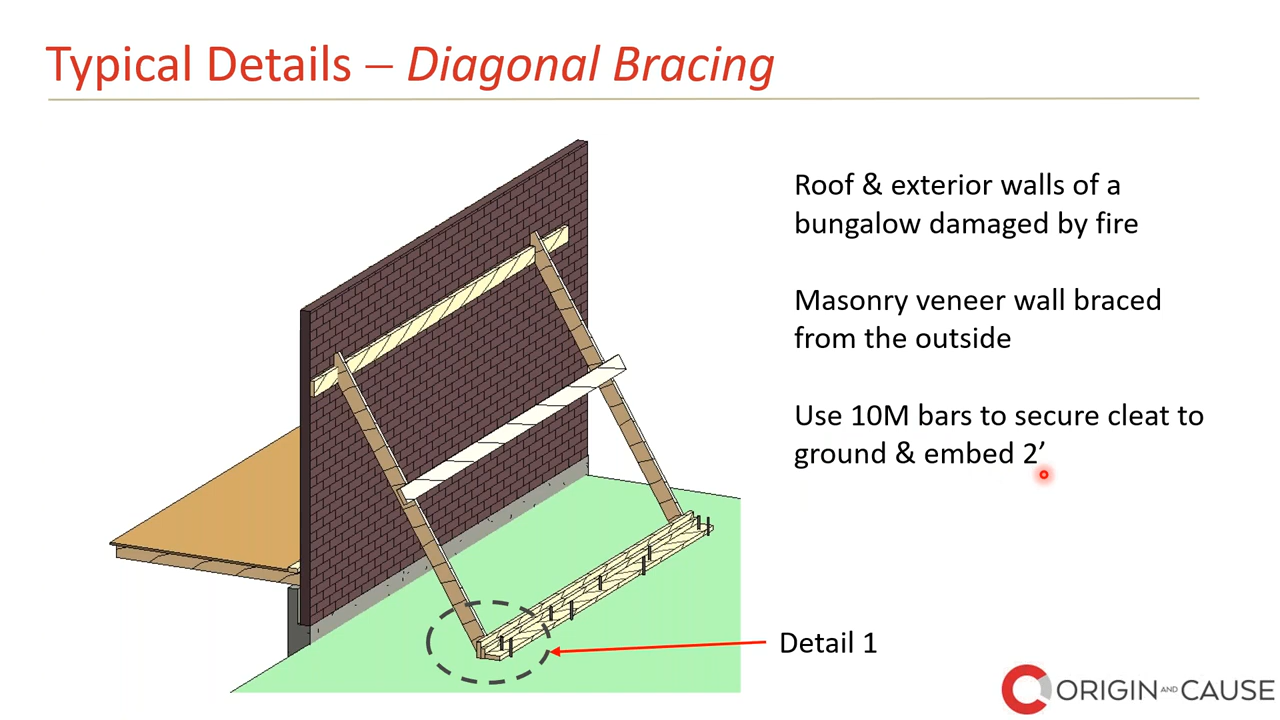 Typical Details – Diagonal Bracing
Roof & exterior walls of a
bungalow damaged by fire
Masonry veneer wall braced
from the outside
Use 10M bars to secure cleat to
ground & embed 2’
Detail 1
ORIGIN AND CAUSE